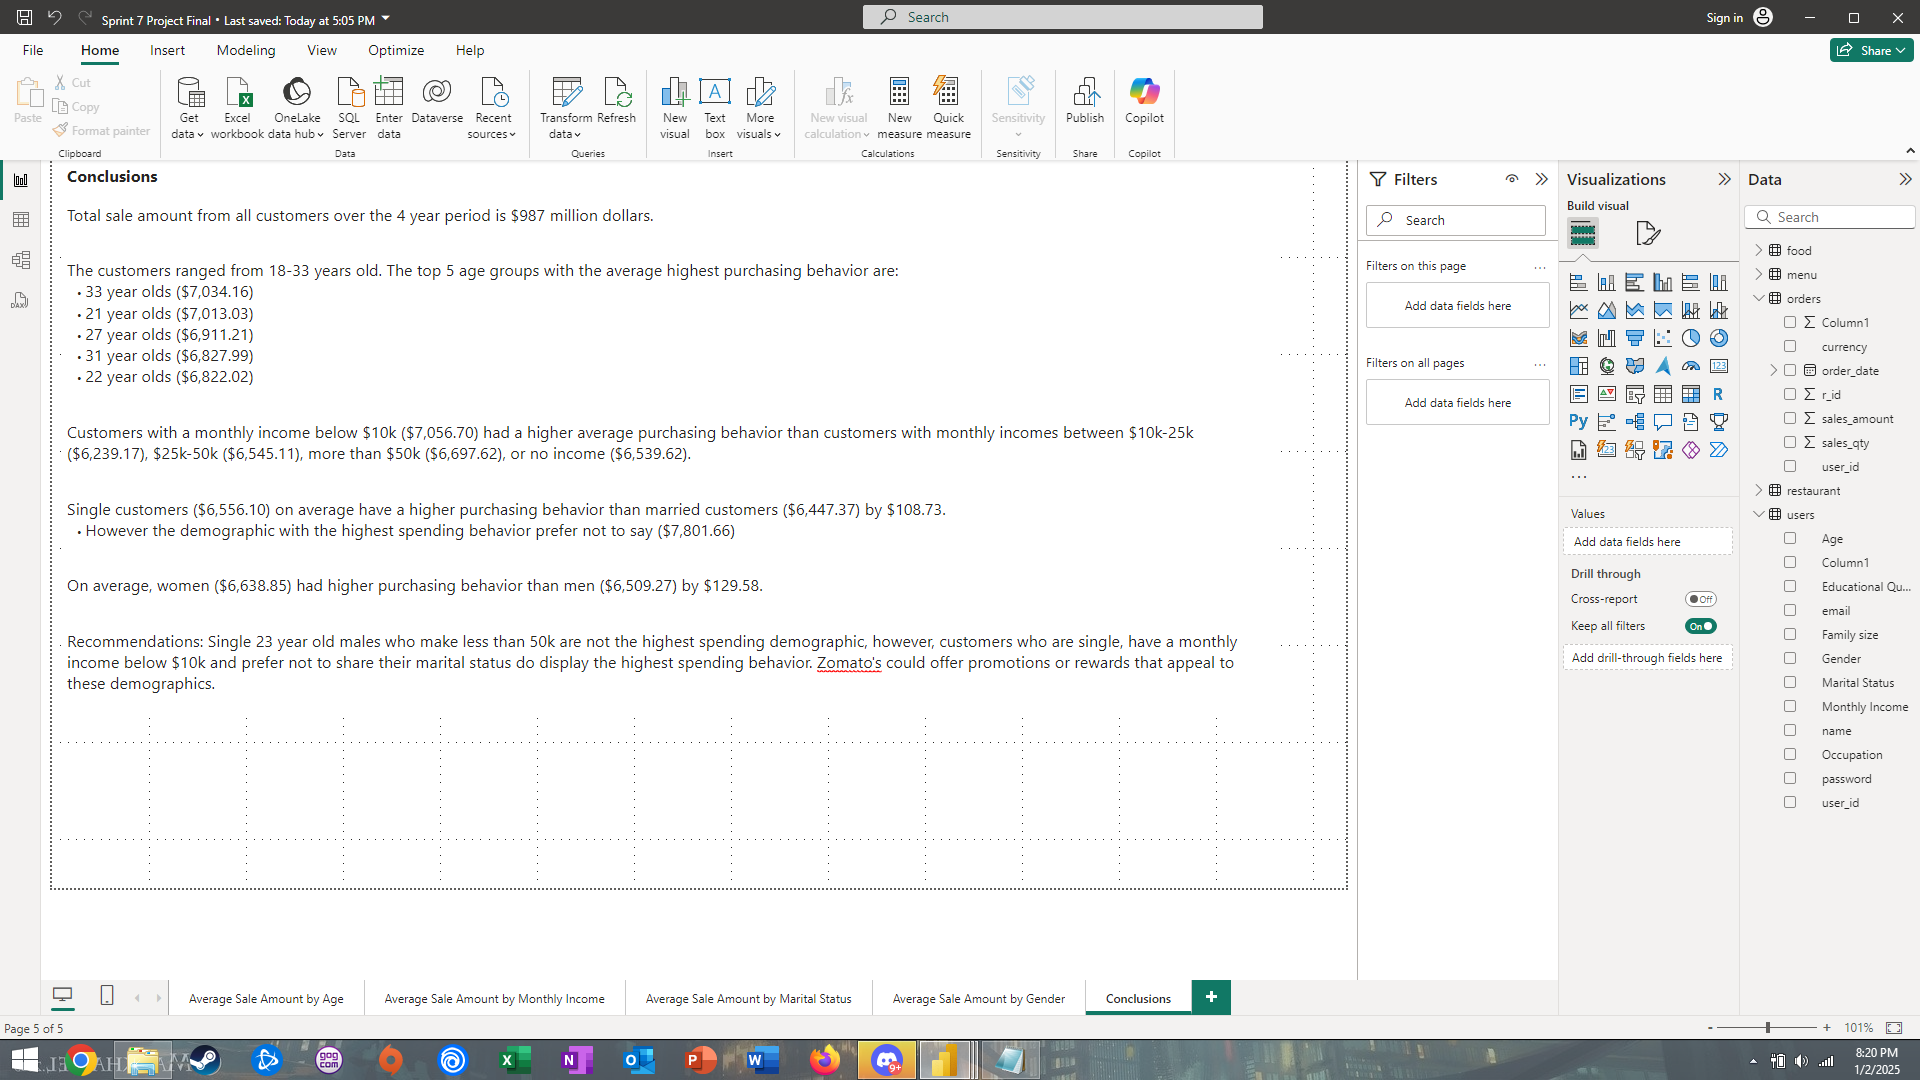 Sprint 7 Project Final • Last saved: Today at 5:05 PM
Search
Sign in
File
Home
Insert
Modeling
View
Optimize
Help
Share
Paste
Cut
Copy
Format painter
Clipboard
Get data
Excel workbook
OneLake data hub
SQL Server
Enter data
Dataverse
Recent sources
Data
Transform data
Refresh
Queries
New visual
Text box
More visuals
Insert
New visual calculation
New measure
Quick measure
Calculations
Sensitivity
Sensitivity
Publish
Share
Copilot
Copilot
Conclusions
Total sale amount from all customers over the 4 year period is $987 million dollars.
The customers ranged from 18-33 years old. The top 5 age groups with the average highest purchasing behavior are:
• 33 year olds ($7,034.16)
• 21 year olds ($7,013.03)
• 27 year olds ($6,911.21)
• 31 year olds ($6,827.99)
• 22 year olds ($6,822.02)
Customers with a monthly income below $10k ($7,056.70) had a higher average purchasing behavior than customers with monthly incomes between $10k-25k
($6,239.17), $25k-50k ($6,545.11), more than $50k ($6,697.62), or no income ($6,539.62).
Single customers ($6,556.10) on average have a higher purchasing behavior than married customers ($6,447.37) by $108.73.
• However the demographic with the highest spending behavior prefer not to say ($7,801.66)
On average, women ($6,638.85) had higher purchasing behavior than men ($6,509.27) by $129.58.
Recommendations: Single 23 year old males who make less than 50k are not the highest spending demographic, however, customers who are single, have a monthly
income below $10k and prefer not to share their marital status do display the highest spending behavior. Zomato's could offer promotions or rewards that appeal to
these demographics.
Filters
Search
Filters on this page
Add data fields here
Filters on all pages
Add data fields here
Visualizations
Build visual
Values
Add data fields here
Drill through
Cross-report
Off
Keep all filters
On
Add drill-through fields here
Data
Search
food
menu
orders
Column1
currency
order_date
r_id
sales_amount
sales_qty
user_id
restaurant
users
Age
Column1
Educational Qu...
email
Family size
Gender
Marital Status
Monthly Income
name
Occupation
password
user_id
Average Sale Amount by Age
Average Sale Amount by Monthly Income
Average Sale Amount by Marital Status
Average Sale Amount by Gender
Conclusions
Page 5 of 5
101%
8:20 PM
1/2/2025